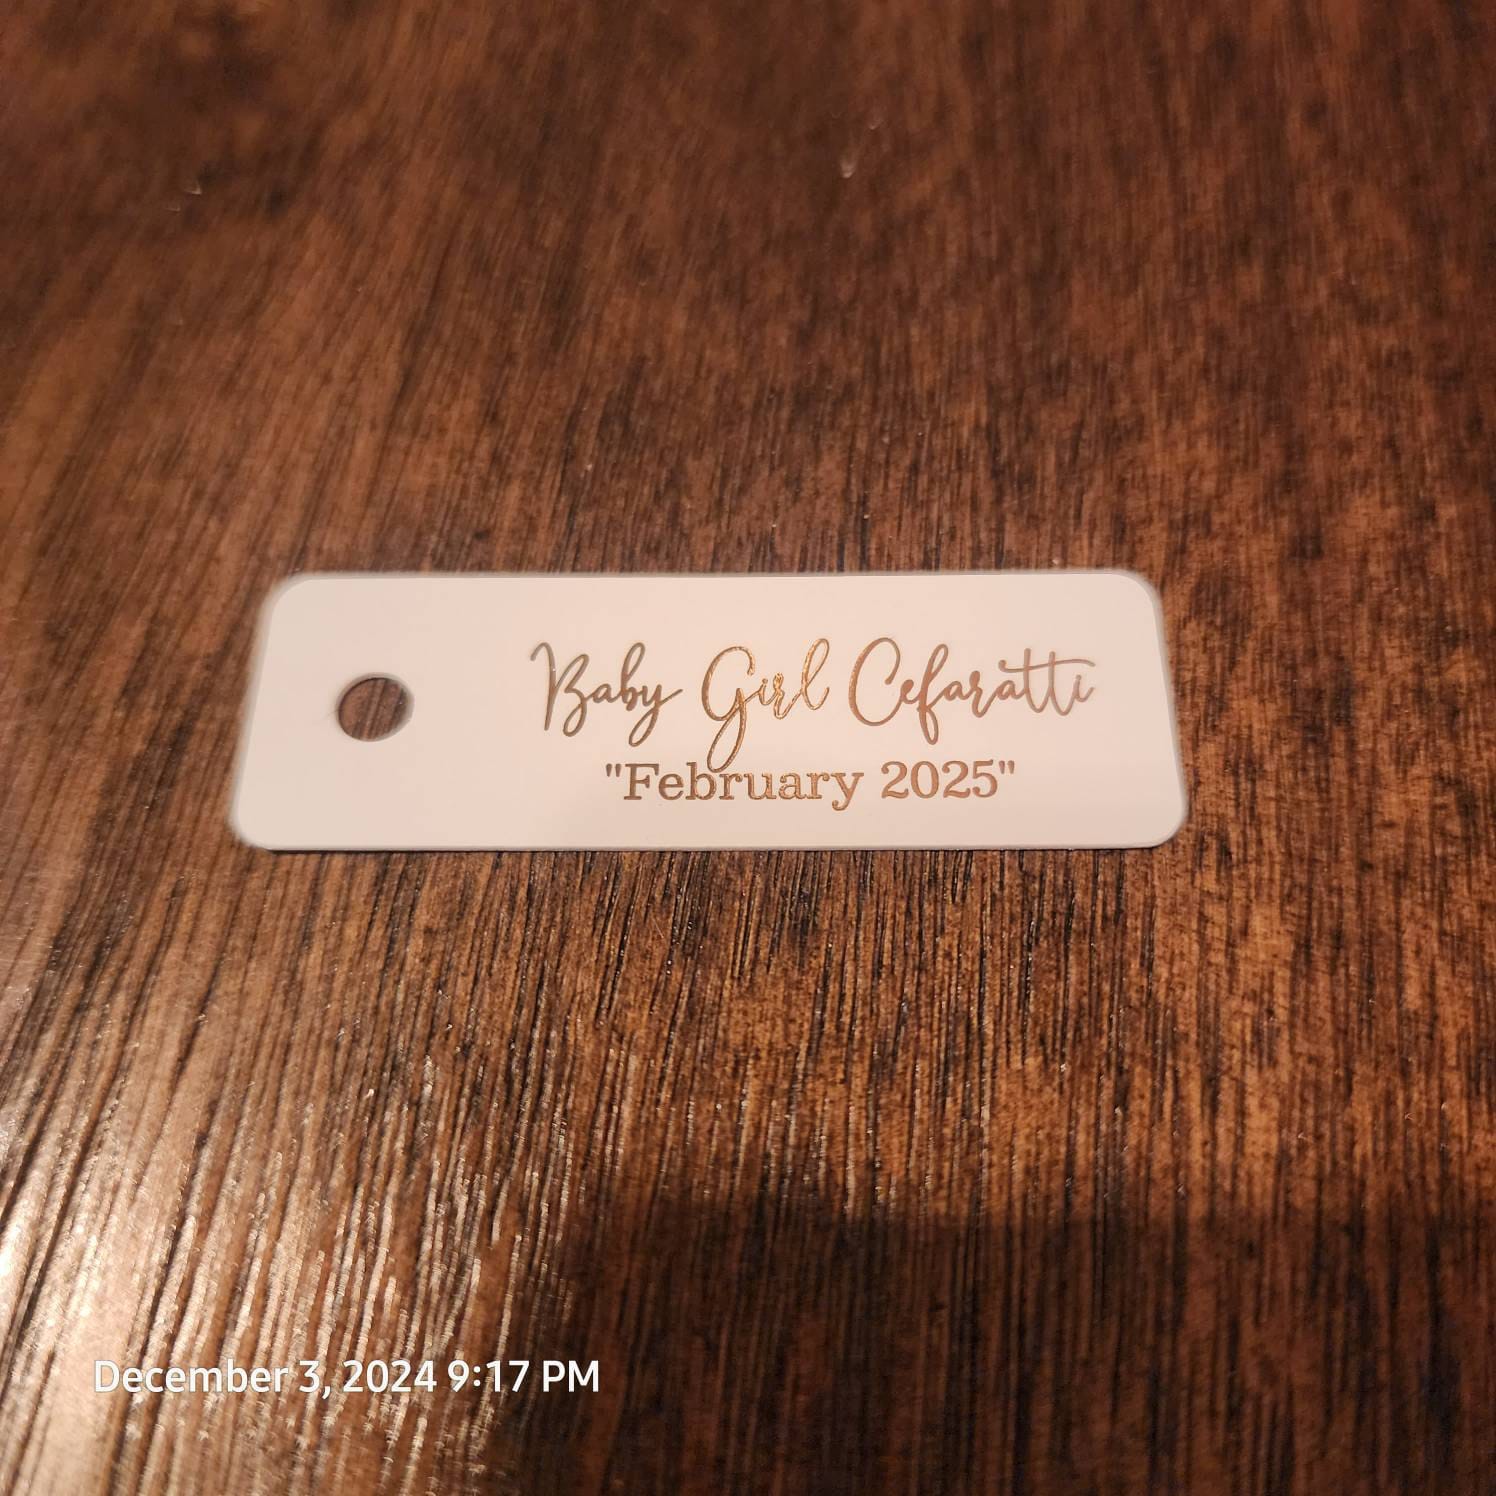 Baby Girl Cefaratti
"February 2025"
December 3, 2024 9:17 PM